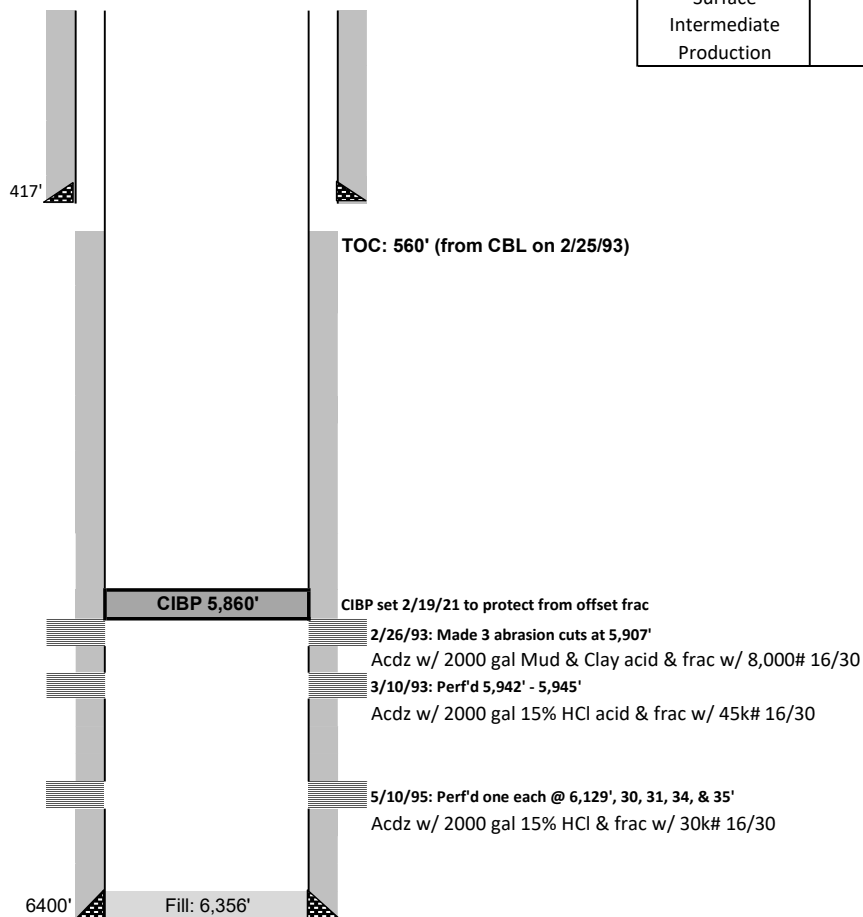 Surface
Intermediate
Production
417'
TOC: 560' (from CBL on 2/25/93)
CIBP 5,860'
CIBP set 2/19/21 to protect from offset frac
2/26/93: Made 3 abrasion cuts at 5,907'
Acdz w/ 2000 gal Mud & Clay acid & frac w/ 8,000# 16/30
3/10/93: Perf'd 5,942' - 5,945'
Acdz w/ 2000 gal 15% HCl acid & frac w/ 45k# 16/30
5/10/95: Perf'd one each @ 6,129', 30, 31, 34, & 35'
Acdz w/ 2000 gal 15% HCl & frac w/ 30k# 16/30
6400'
Fill: 6,356'